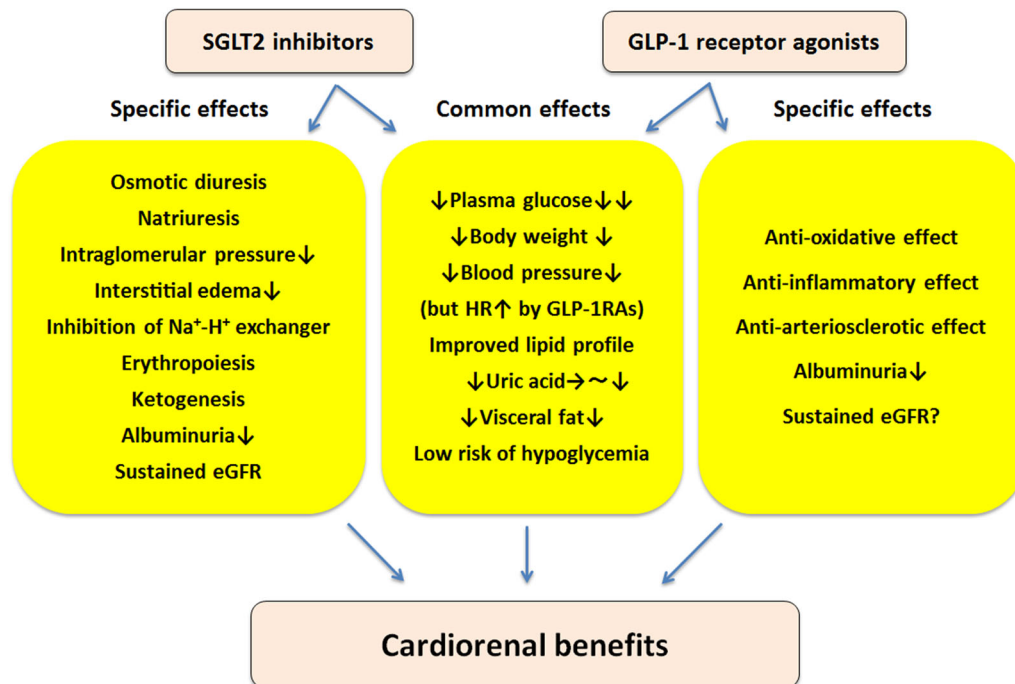 SGLT2 inhibitors
GLP-1 receptor agonists
Specific effects
Common effects
Specific effects
Osmotic diuresis
Natriuresis
Intraglomerular pressure↓
Interstitial edema↓
Inhibition of Na⁺-H⁺ exchanger
Erythropoiesis
Ketogenesis
Albuminuria↓
Sustained eGFR
↓Plasma glucose↓↓
↓Body weight ↓
↓Blood pressure↓
(but HR↑ by GLP-1RAs)
Improved lipid profile
↓Uric acid→～↓
↓Visceral fat↓
Low risk of hypoglycemia
Anti-oxidative effect
Anti-inflammatory effect
Anti-arteriosclerotic effect
Albuminuria↓
Sustained eGFR?
Cardiorenal benefits